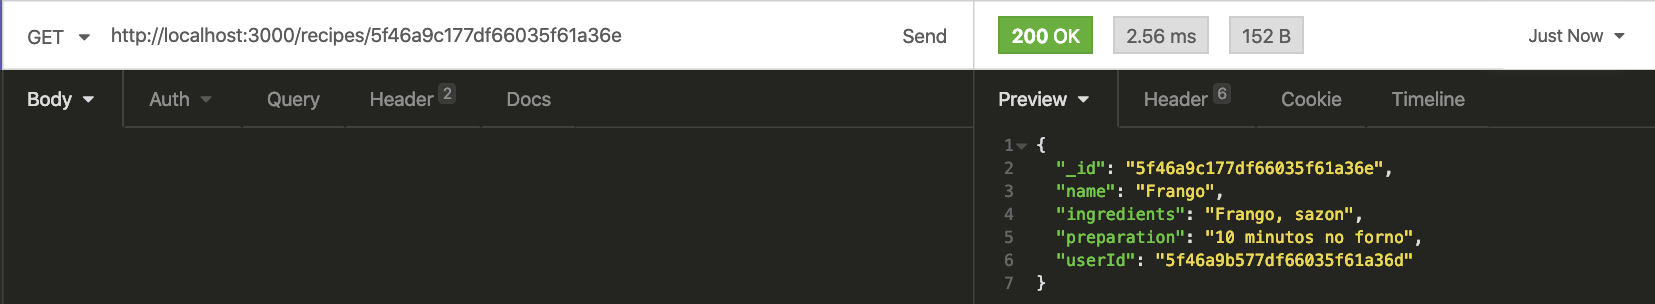 GET http://localhost:3000/recipes/5f46a9c177df66035f61a36e Send
200 OK 2.56 ms 152 B Just Now
Body Auth Query Header 2 Docs
Preview Header 6 Cookie Timeline
1 {
2 "_id": "5f46a9c177df66035f61a36e",
3 "name": "Frango",
4 "ingredients": "Frango, sazon",
5 "preparation": "10 minutos no forno",
6 "userId": "5f46a9b577df66035f61a36d"
7 }